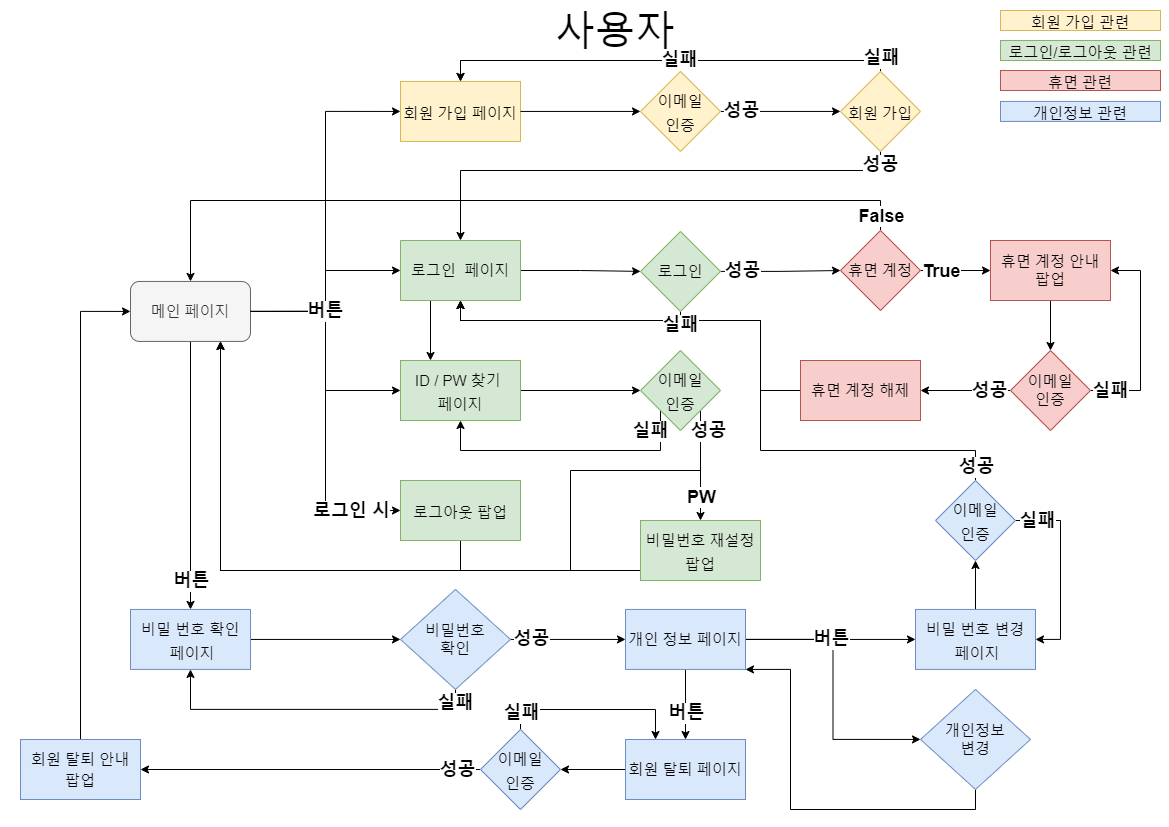 사용자
회원 가입 관련
로그인/로그아웃 관련
휴면 관련
개인정보 관련
실패
실패
회원 가입 페이지
이메일
인증
성공
회원 가입
성공
False
로그인 페이지
로그인
성공
휴면 계정
True
휴면 계정 안내
팝업
메인 페이지
버튼
실패
ID / PW 찾기
페이지
이메일
인증
실패
성공
휴면 계정 해제
성공
이메일
인증
실패
성공
로그인 시
로그아웃 팝업
PW
비밀번호 재설정
팝업
이메일
인증
실패
버튼
비밀 번호 확인
페이지
비밀번호
확인
성공
개인 정보 페이지
버튼
비밀 번호 변경
페이지
실패
실패
버튼
개인정보
변경
회원 탈퇴 안내
팝업
성공
이메일
인증
회원 탈퇴 페이지